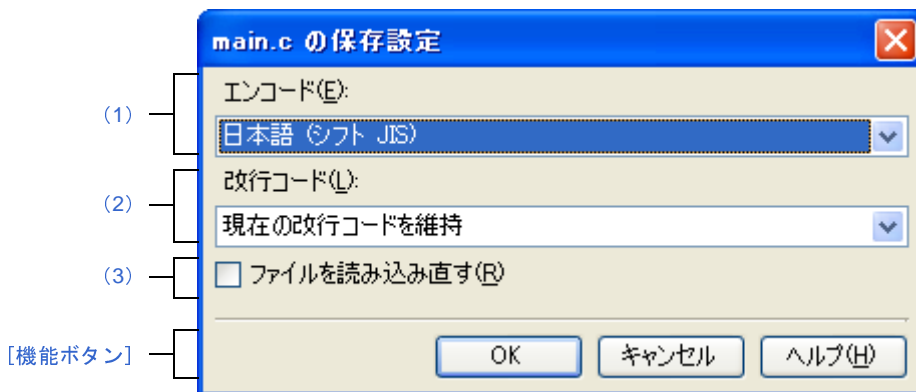 main.c の保存設定
(1)
エンコード(E):
日本語 (シフト JIS)
(2)
改行コード(L):
現在の改行コードを維持
(3)
ファイルを読み込み直す(R)
[機能ボタン]
OK キャンセル ヘルプ(H)